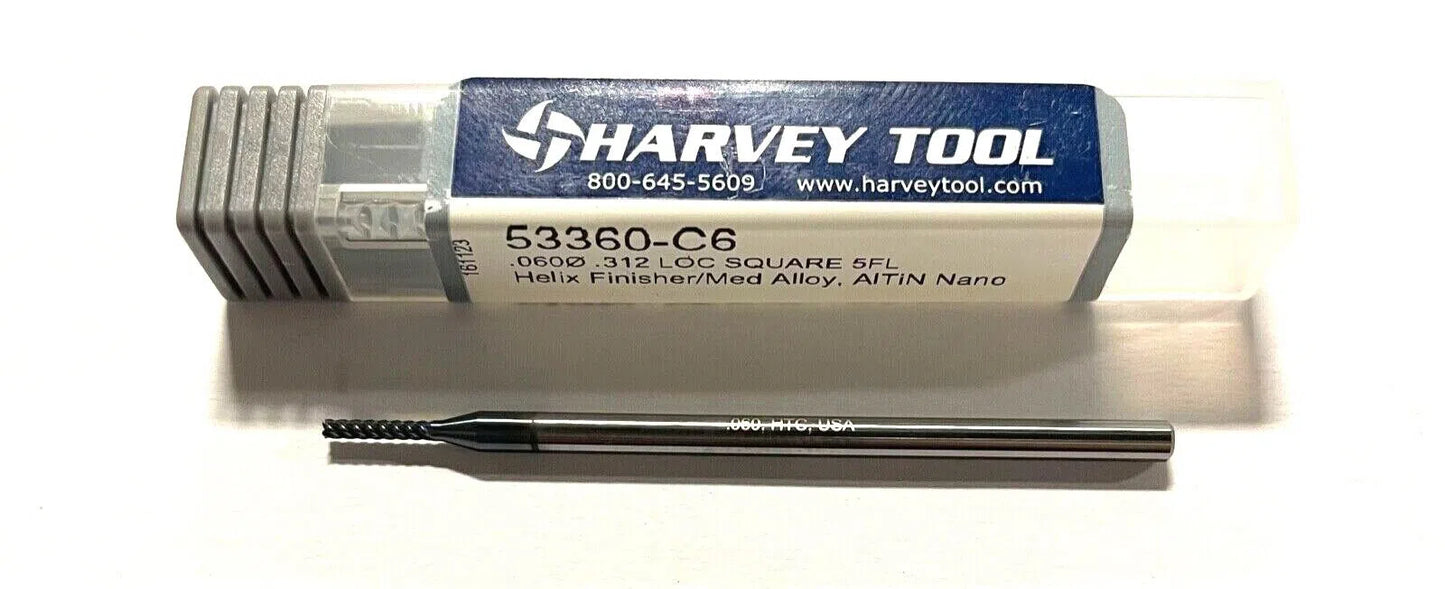 HARVEY TOOL
800-645-5609 www.harveytool.com
53360-C6
.060Ø .312 LOC SQUARE 5FL
Helix Finisher/Med Alloy, AlTiN Nano
161123
.060, HTC, USA